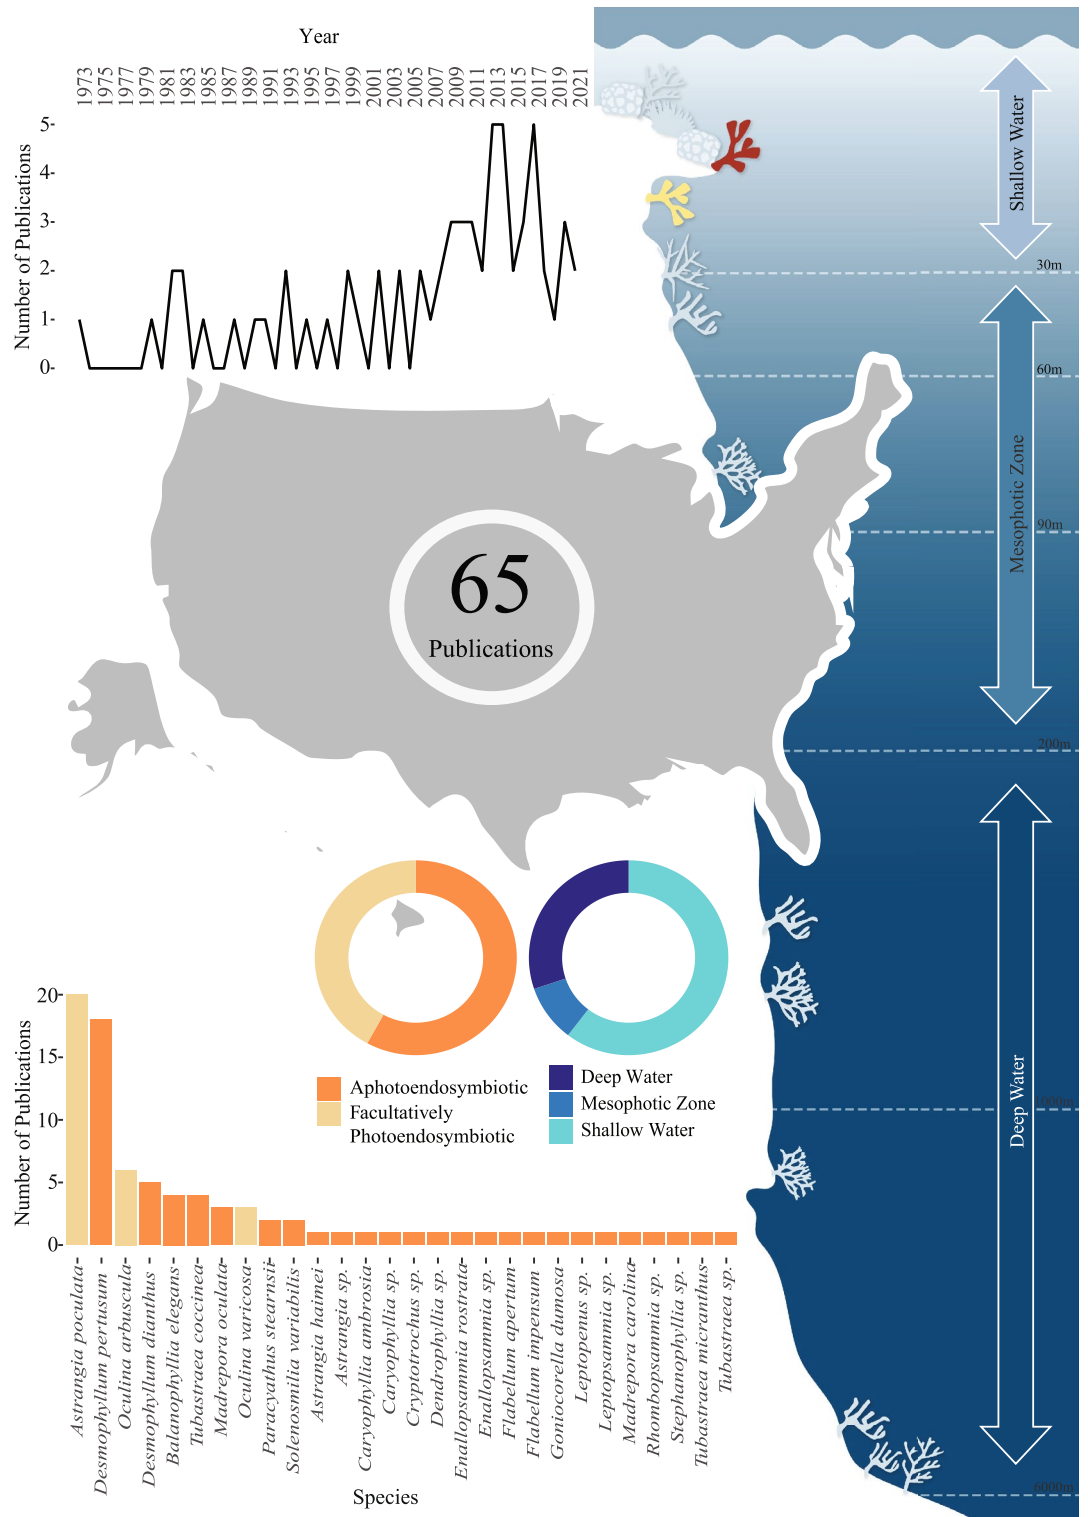 Year
1973
1975
1977
1979
1981
1983
1985
1987
1989
1991
1993
1995
1997
1999
2001
2003
2005
2007
2009
2011
2013
2015
2017
2019
2021
Number of Publications
5-
4-
3-
2-
1-
0-
Shallow Water
30m
60m
Mesophotic Zone
90m
200m
Deep Water
1000m
6000m
65
Publications
Aphotoendosymbiotic
Facultatively
Photoendosymbiotic
Deep Water
Mesophotic Zone
Shallow Water
Number of Publications
20-
15-
10-
5-
0-
Astrangia poculata-
Desmophyllum pertusum -
Oculina arbuscula-
Desmophyllum dianthus -
Balanophyllia elegans-
Tubastraea coccinea-
Madrepora oculata-
Oculina varicosa-
Paracyathus stearnsii-
Solenosmilia variabilis -
Astrangia haimei -
Astrangia sp. -
Caryophyllia ambrosia-
Caryophyllia sp. -
Cryptotrochus sp. -
Dendrophyllia sp. -
Enallopsammia rostrata-
Enallopsammia sp. -
Flabellum apertum-
Flabellum impensum -
Goniocorella dumosa-
Leptopenus sp. -
Leptopsammia sp. -
Madrepora carolina-
Rhombopsammia sp. -
Stephanophyllia sp. -
Tubastraea micranthus-
Tubastraea sp. -
Species